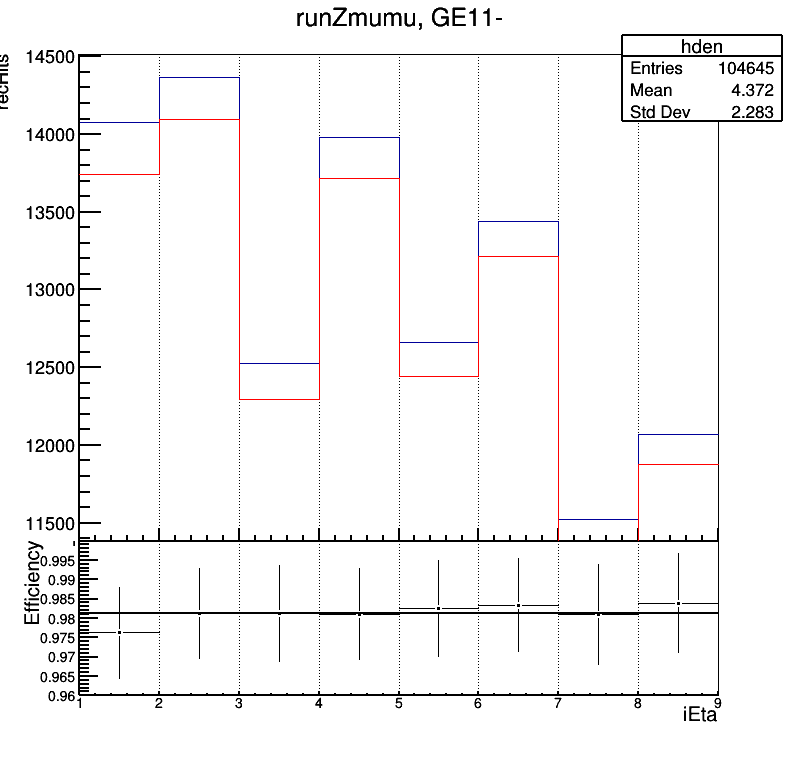 runZmumu, GE11-
hden
Entries 104645
Mean 4.372
Std Dev 2.283
recHits
14500
14000
13500
13000
12500
12000
11500
Efficiency
0.995
0.99
0.985
0.98
0.975
0.97
0.965
0.96
1 2 3 4 5 6 7 8 9
iEta